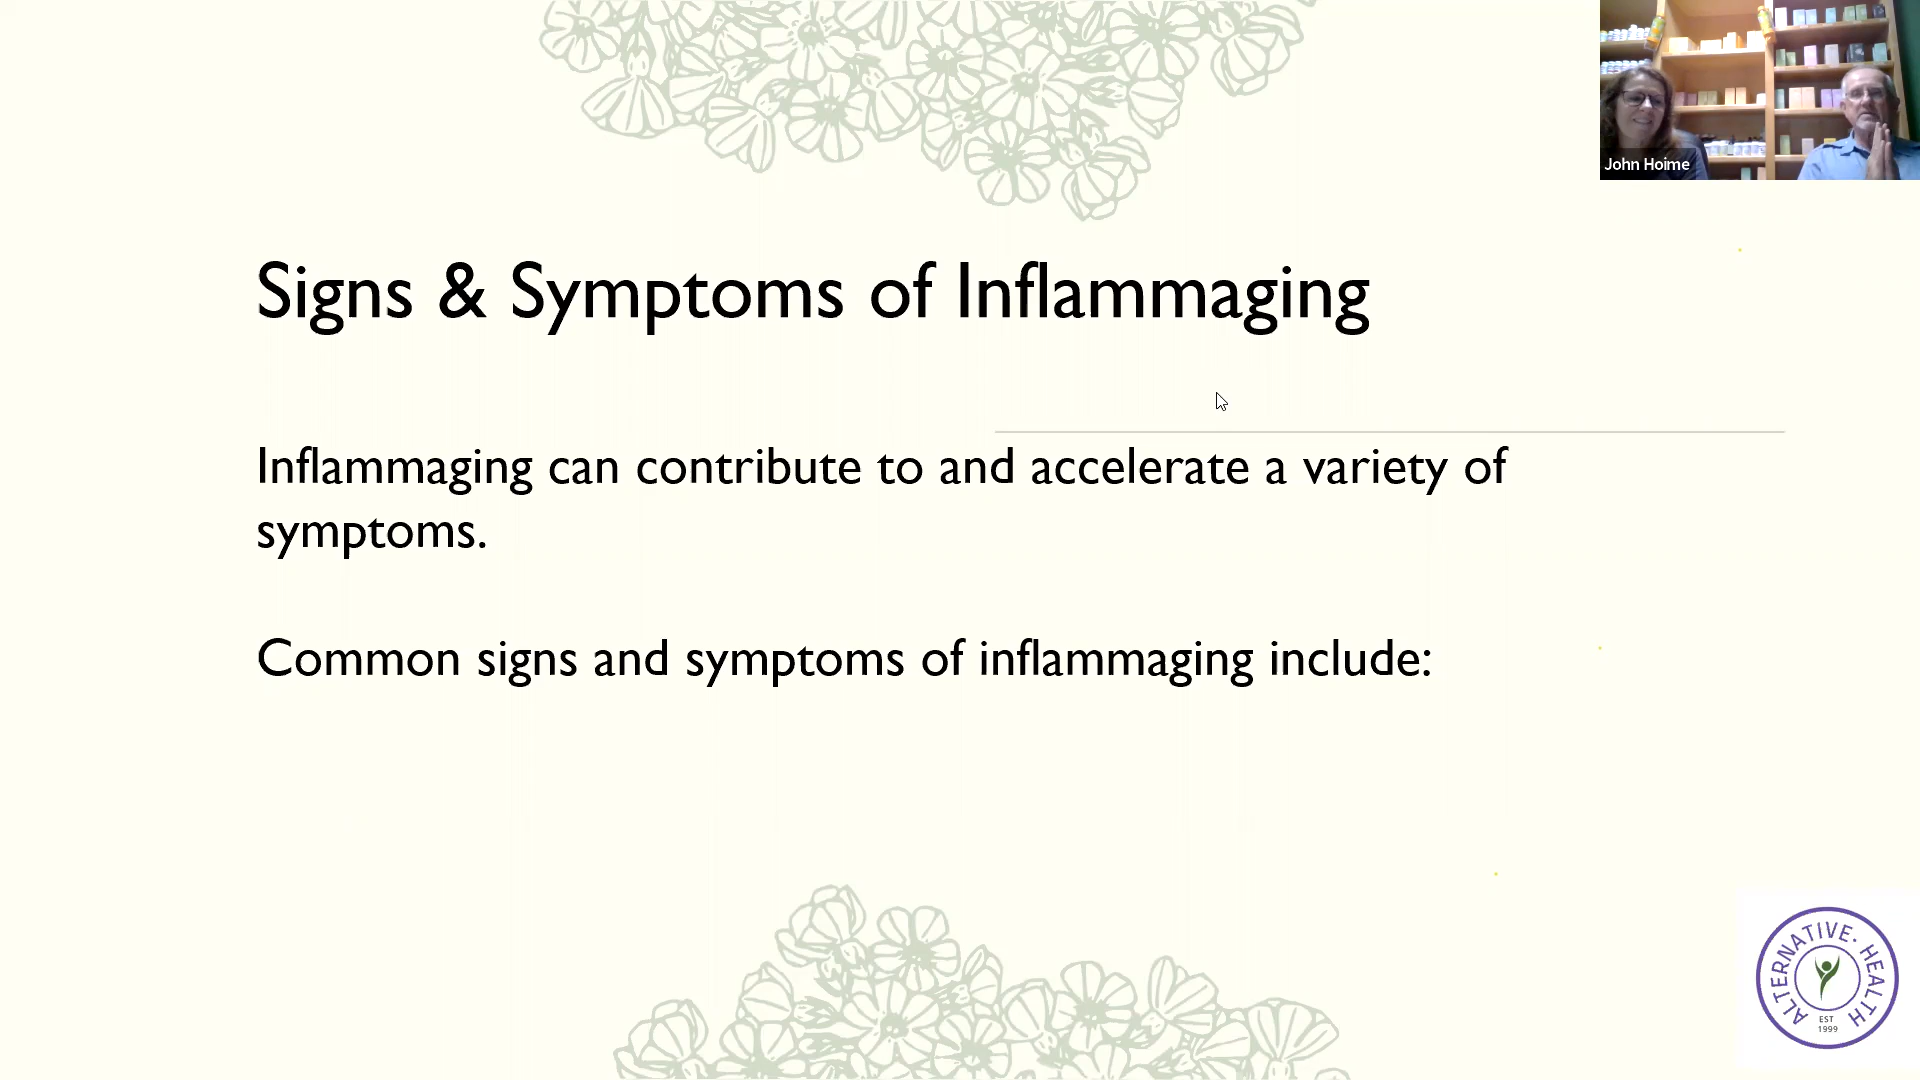 John Hoime
Signs & Symptoms of Inflammaging
Inflammaging can contribute to and accelerate a variety of
symptoms.
Common signs and symptoms of inflammaging include:
ALTERNATIVE · HEALTH
EST
1999